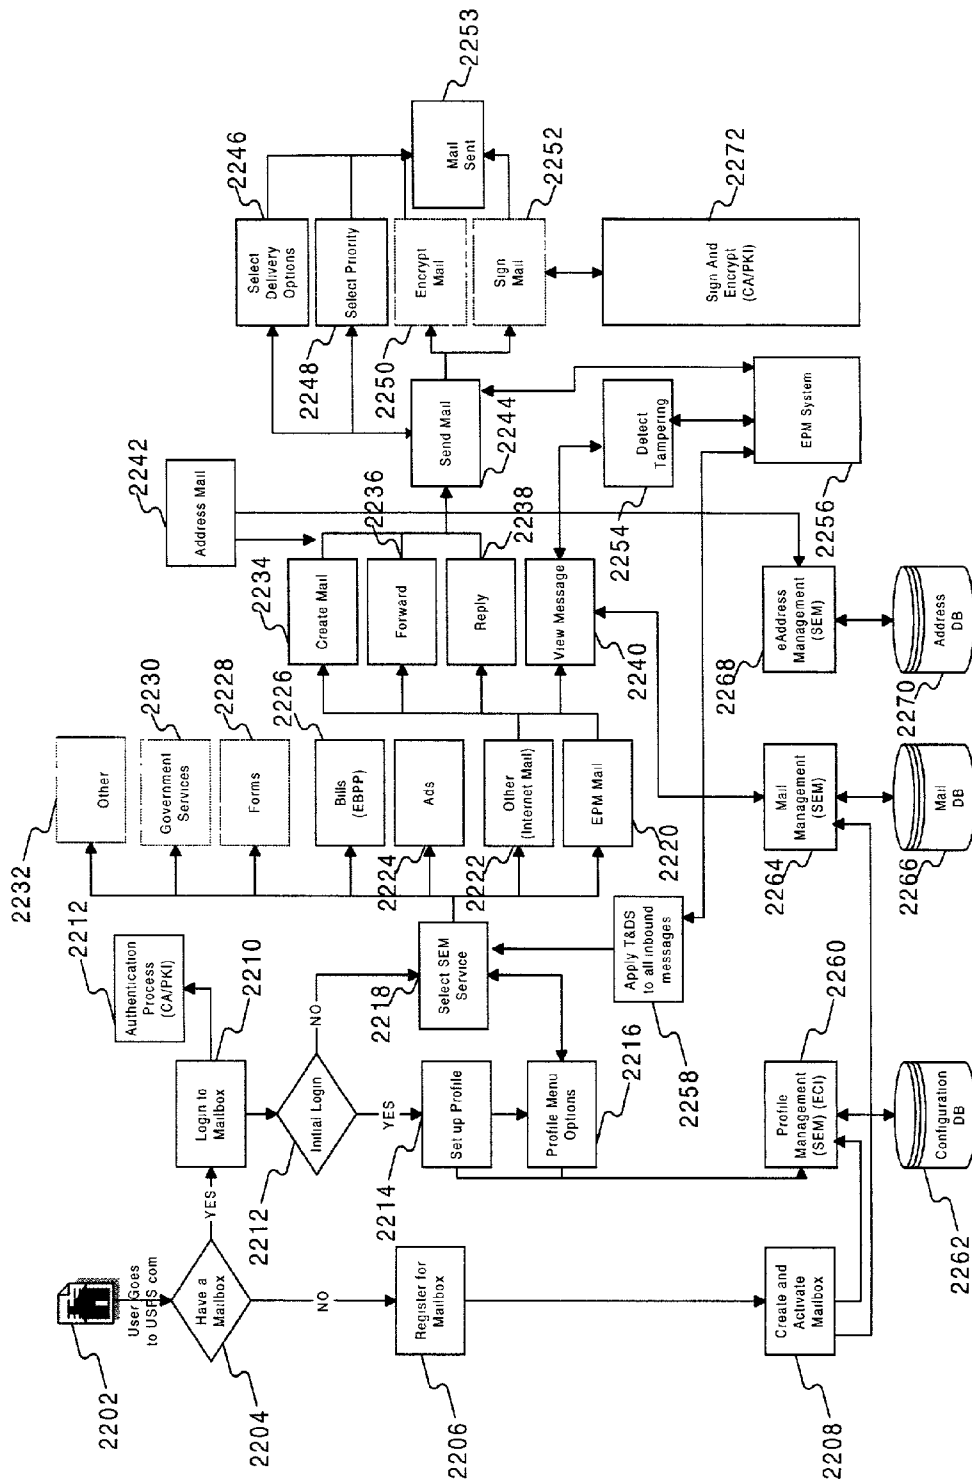 2202
User Goes
to USPS com
2204
Have a
Mailbox
YES
NO
2206
Register for
Mailbox
2208
Create and
Activate
Mailbox
2212
Authentication
Process
(CA/PKI)
2210
Login to
Mailbox
2212
Initial Login
NO
YES
2214
Set up Profile
2216
Profile Menu
Options
2260
Profile
Management
(SEM) (ECI)
2262
Configuration
DB
2218
Select SEM
Service
2258
Apply T&DS
to all inbound
messages
2232
Other
2230
Government
Services
2228
Forms
2226
Bills
(EBPP)
2224
Ads
2222
Other
(Internet Mail)
2220
EPM Mail
2264
Mail
Management
(SEM)
2266
Mail
DB
2242
Address Mail
2234
Create Mail
2236
Forward
2238
Reply
2240
View Message
2268
eAddress
Management
(SEM)
2270
Address
DB
2244
Send Mail
2254
Detect
Tampering
2256
EPM System
2246
Select
Delivery
Options
2248
Select Priority
2250
Encrypt
Mail
2252
Sign
Mail
2253
Mail
Sent
2272
Sign And
Encrypt
(CA/PKI)